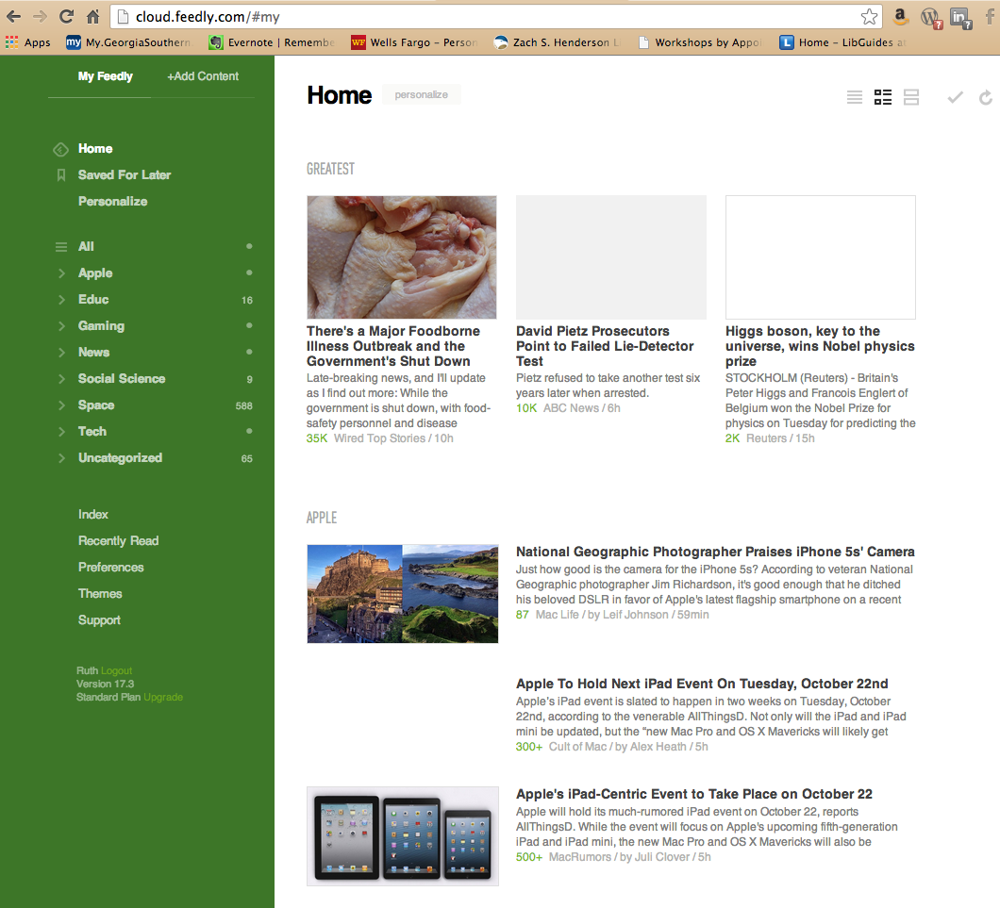 cloud.feedly.com/#my
Apps My.GeorgiaSouthern Evernote | Remembe Wells Fargo – Person Zach S. Henderson L Workshops by Appoi Home – LibGuides at
My Feedly +Add Content
Home
Saved For Later
Personalize
All
Apple
Educ 16
Gaming
News
Social Science 9
Space 588
Tech
Uncategorized 65
Index
Recently Read
Preferences
Themes
Support
Ruth Logout
Version 17.3
Standard Plan Upgrade
Home personalize
GREATEST
There's a Major Foodborne
Illness Outbreak and the
Government's Shut Down
Late-breaking news, and I'll update
as I find out more: While the
government is shut down, with food-
safety personnel and disease
35K Wired Top Stories / 10h
David Pietz Prosecutors
Point to Failed Lie-Detector
Test
Pietz refused to take another test six
years later when arrested.
10K ABC News / 6h
Higgs boson, key to the
universe, wins Nobel physics
prize
STOCKHOLM (Reuters) - Britain's
Peter Higgs and Francois Englert of
Belgium won the Nobel Prize for
physics on Tuesday for predicting the
2K Reuters / 15h
APPLE
National Geographic Photographer Praises iPhone 5s' Camera
Just how good is the camera for the iPhone 5s? According to veteran National
Geographic photographer Jim Richardson, it's good enough that he ditched
his beloved DSLR in favor of Apple's latest flagship smartphone on a recent
87 Mac Life / by Leif Johnson / 59min
Apple To Hold Next iPad Event On Tuesday, October 22nd
Apple's iPad event is slated to happen in two weeks on Tuesday, October
22nd, according to the venerable AllThingsD. Not only will the iPad and iPad
mini be updated, but the “new Mac Pro and OS X Mavericks will likely get
300+ Cult of Mac / by Alex Heath / 5h
Apple's iPad-Centric Event to Take Place on October 22
Apple will hold its much-rumored iPad event on October 22, reports
AllThingsD. While the event will focus on Apple's upcoming fifth-generation
iPad and iPad mini, the new Mac Pro and OS X Mavericks will also be
500+ MacRumors / by Juli Clover / 5h